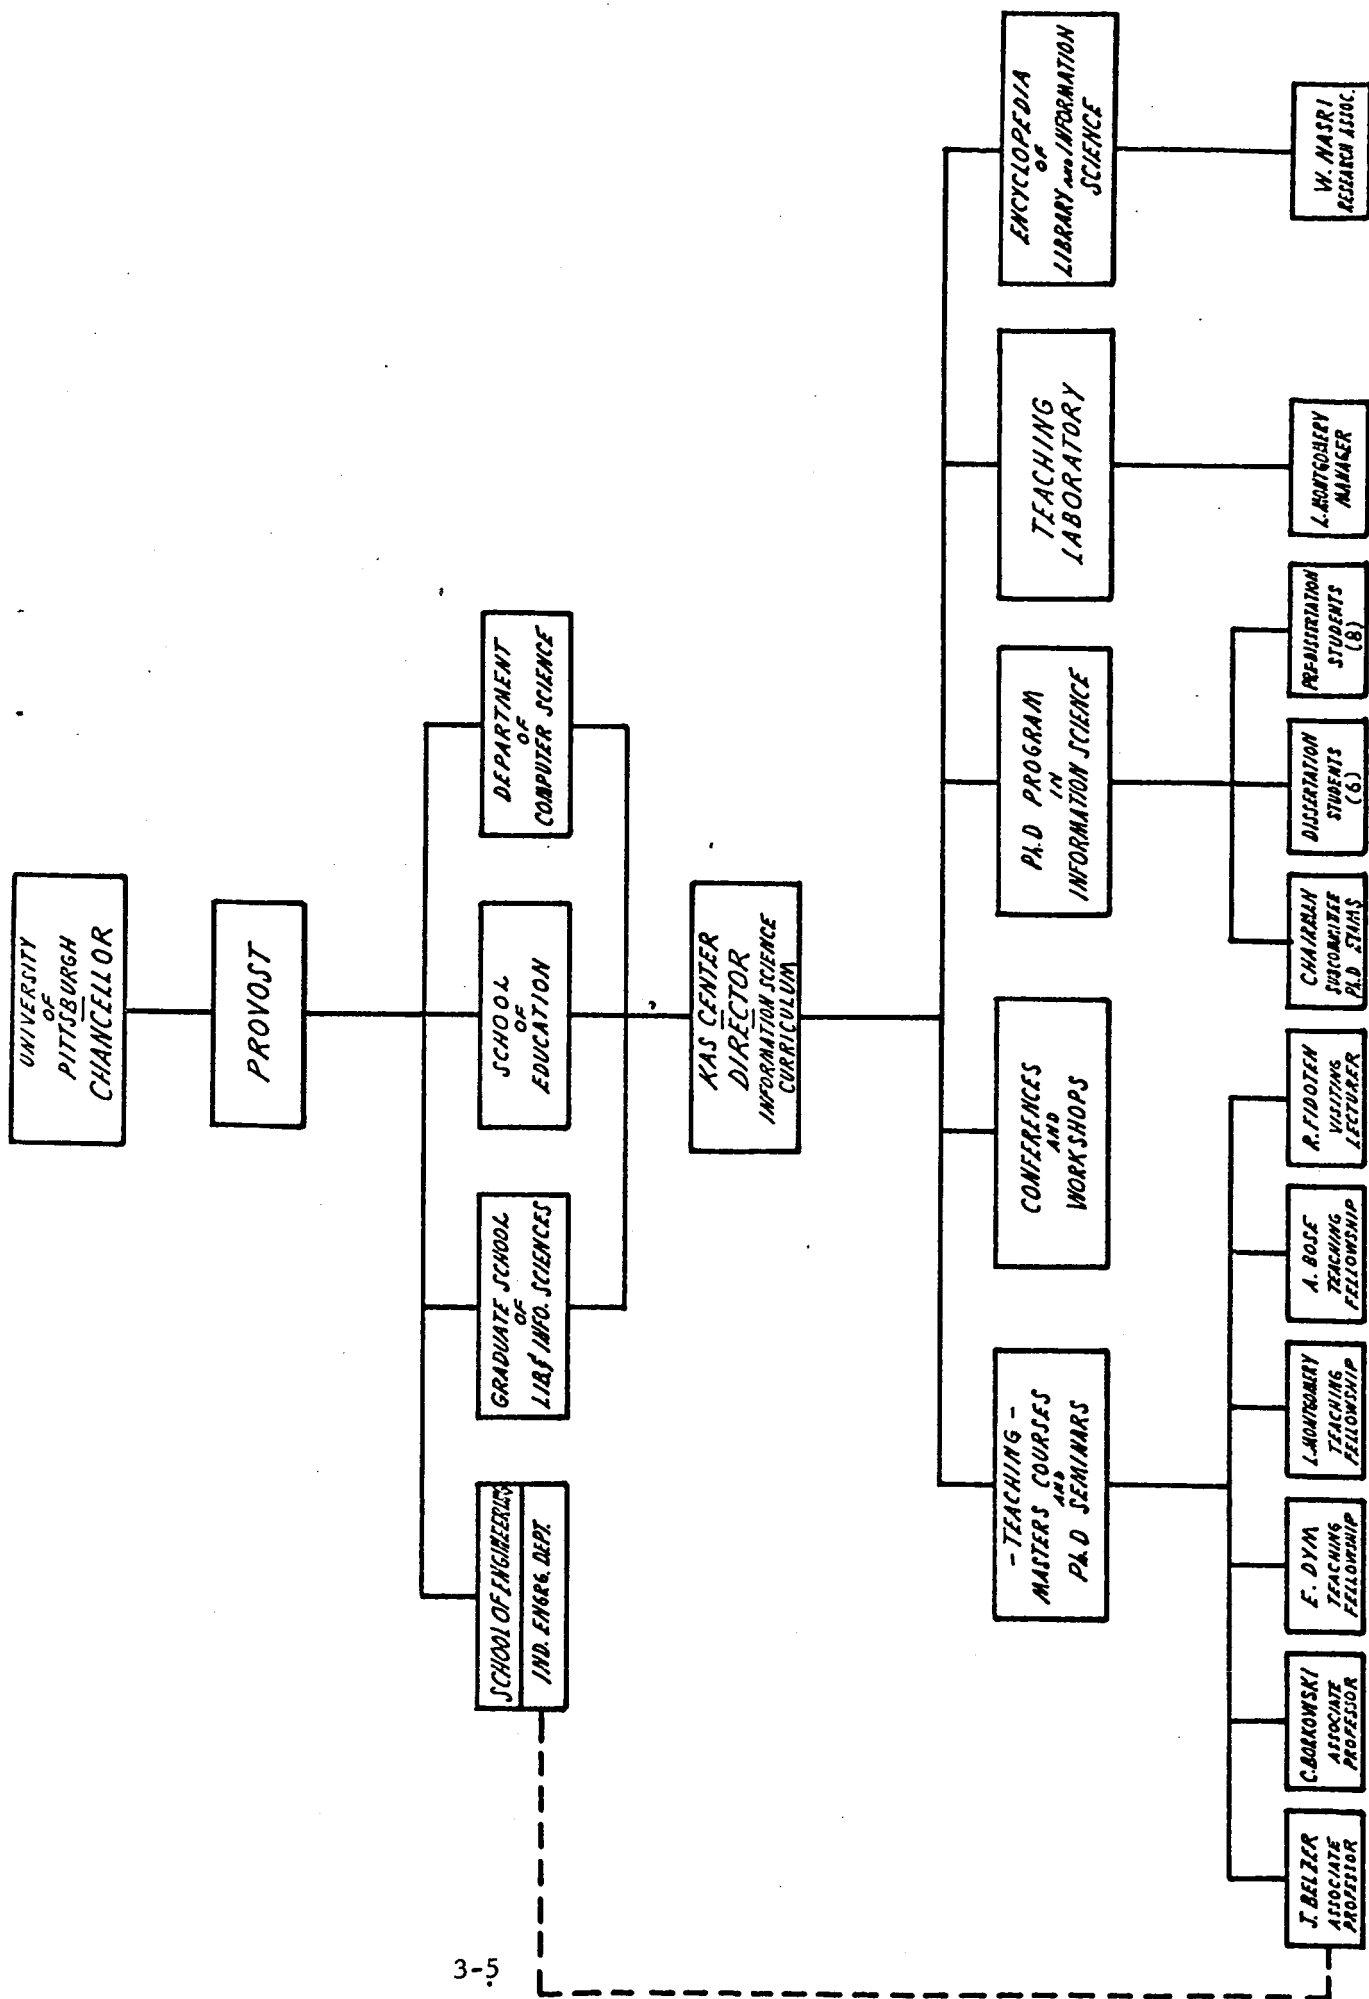 UNIVERSITY
OF
PITTSBURGH
CHANCELLOR
PROVOST
SCHOOL OF ENGINEERING
IND. ENGRG. DEPT.
GRADUATE SCHOOL
OF
LIB. & INFO. SCIENCES
SCHOOL
OF
EDUCATION
DEPARTMENT
OF
COMPUTER SCIENCE
KAS CENTER
DIRECTOR
INFORMATION SCIENCE
CURRICULUM
- TEACHING -
MASTERS COURSES
AND
Ph.D SEMINARS
CONFERENCES
AND
WORKSHOPS
Ph.D PROGRAM
IN
INFORMATION SCIENCE
TEACHING
LABORATORY
ENCYCLOPEDIA
OF
LIBRARY AND INFORMATION
SCIENCE
J. BELZER
ASSOCIATE
PROFESSOR
C. BORKOWSKI
ASSOCIATE
PROFESSOR
E. DYM
TEACHING
FELLOWSHIP
L. MONTGOMERY
TEACHING
FELLOWSHIP
A. BOSE
TEACHING
FELLOWSHIP
R. FIDOTEN
VISITING
LECTURER
CHAIRMAN
SUBCOMMITTEE
Ph.D EXAMS
DISSERTATION
STUDENTS
(6)
PRE-DISSERTATION
STUDENTS
(8)
L. MONTGOMERY
MANAGER
W. NASRI
RESEARCH ASSOC.
3-5